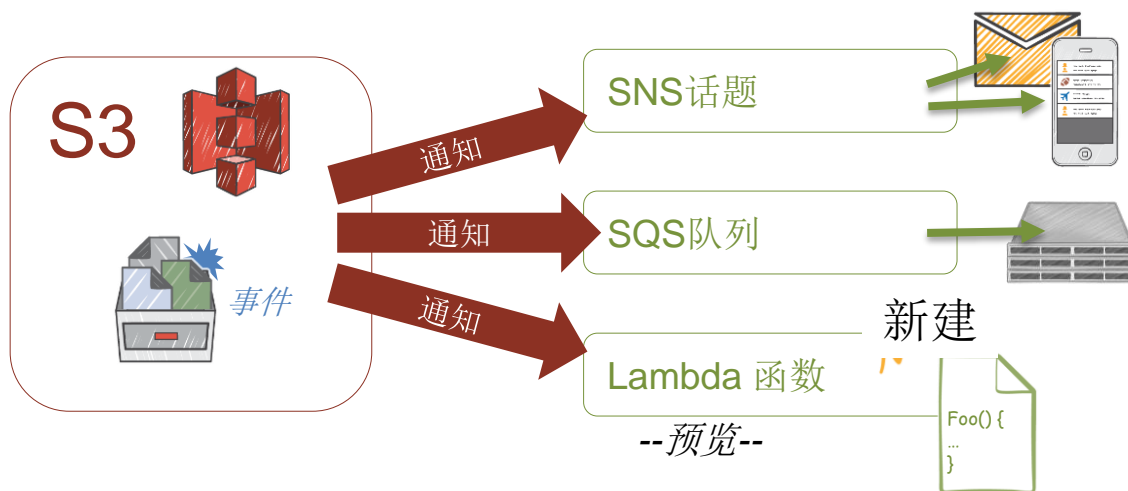 S3
事件
通知
通知
通知
SNS话题
SQS队列
新建
Lambda 函数
--预览--
Foo() {
...
}